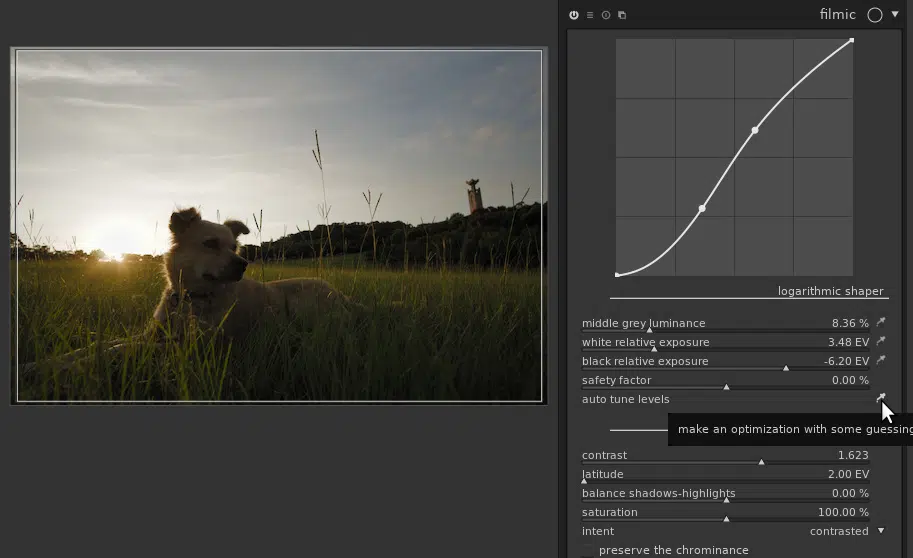 filmic
logarithmic shaper
middle grey luminance 8.36 %
white relative exposure 3.48 EV
black relative exposure -6.20 EV
safety factor 0.00 %
auto tune levels
make an optimization with some guessing
contrast 1.623
latitude 2.00 EV
balance shadows-highlights 0.00 %
saturation 100.00 %
intent contrasted
preserve the chrominance